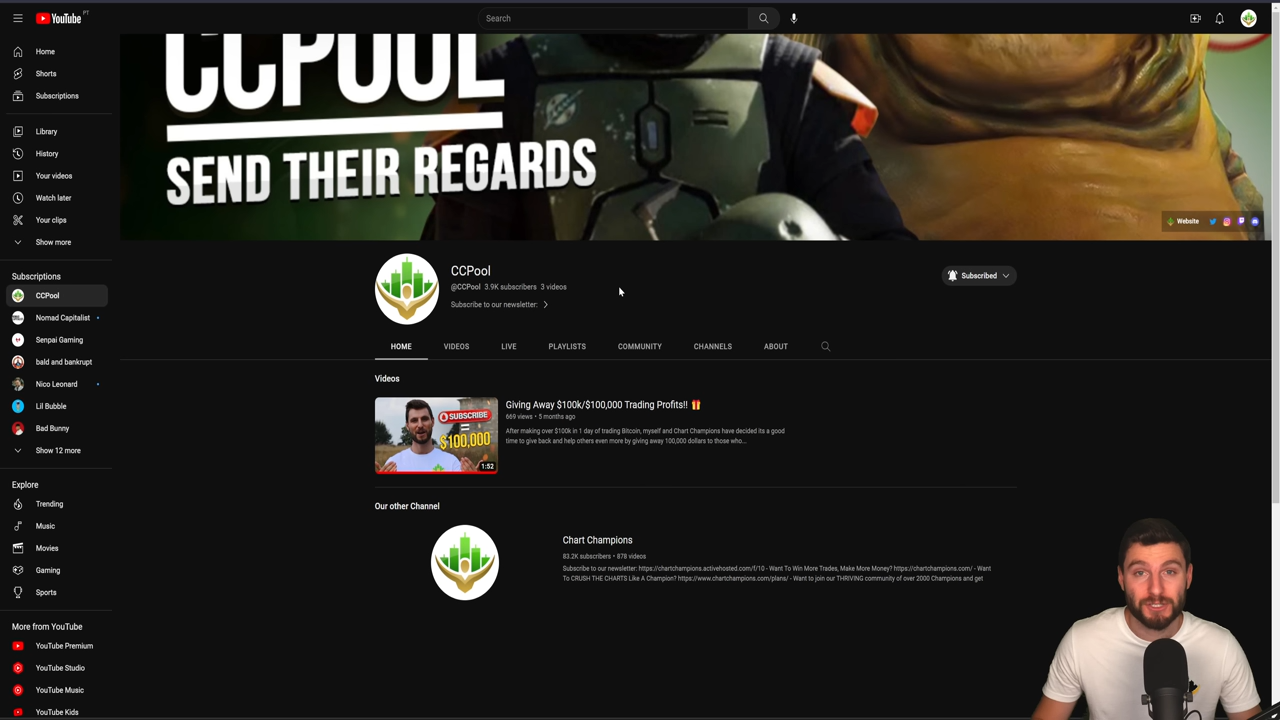 YouTube PT
Search
Home
Shorts
Subscriptions
Library
History
Your videos
Watch later
Your clips
Show more
Subscriptions
CCPool
Nomad Capitalist
Senpai Gaming
bald and bankrupt
Nico Leonard
Lil Bubble
Bad Bunny
Show 12 more
Explore
Trending
Music
Movies
Gaming
Sports
More from YouTube
YouTube Premium
YouTube Studio
YouTube Music
YouTube Kids
CCPOOL
SEND THEIR REGARDS
Website
CCPool
@CCPool 3.9K subscribers 3 videos
Subscribe to our newsletter:
Subscribed
HOME VIDEOS LIVE PLAYLISTS COMMUNITY CHANNELS ABOUT
Videos
SUBSCRIBE
=
$100,000
1:52
Giving Away $100k/$100,000 Trading Profits!!
669 views • 5 months ago
After making over $100k in 1 day of trading Bitcoin, myself and Chart Champions have decided its a good
time to give back and help others even more by giving away 100,000 dollars to those who...
Our other Channel
Chart Champions
83.2K subscribers • 878 videos
Subscribe to our newsletter: https://chartchampions.activehosted.com/f/10 - Want To Win More Trades, Make More Money? https://chartchampions.com/ - Want
To CRUSH THE CHARTS Like A Champion? https://www.chartchampions.com/plans/ - Want to join our THRIVING community of over 2000 Champions and get